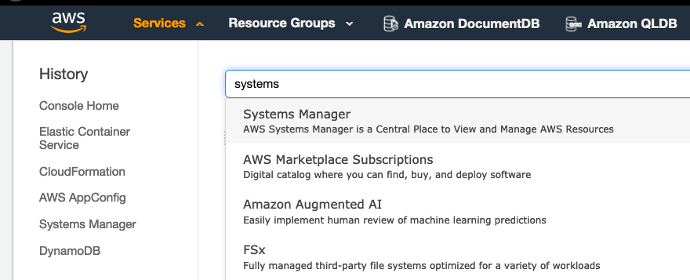 aws Services Resource Groups Amazon DocumentDB Amazon QLDB
History
Console Home
Elastic Container
Service
CloudFormation
AWS AppConfig
Systems Manager
DynamoDB
systems
Systems Manager
AWS Systems Manager is a Central Place to View and Manage AWS Resources
AWS Marketplace Subscriptions
Digital catalog where you can find, buy, and deploy software
Amazon Augmented AI
Easily implement human review of machine learning predictions
FSx
Fully managed third-party file systems optimized for a variety of workloads